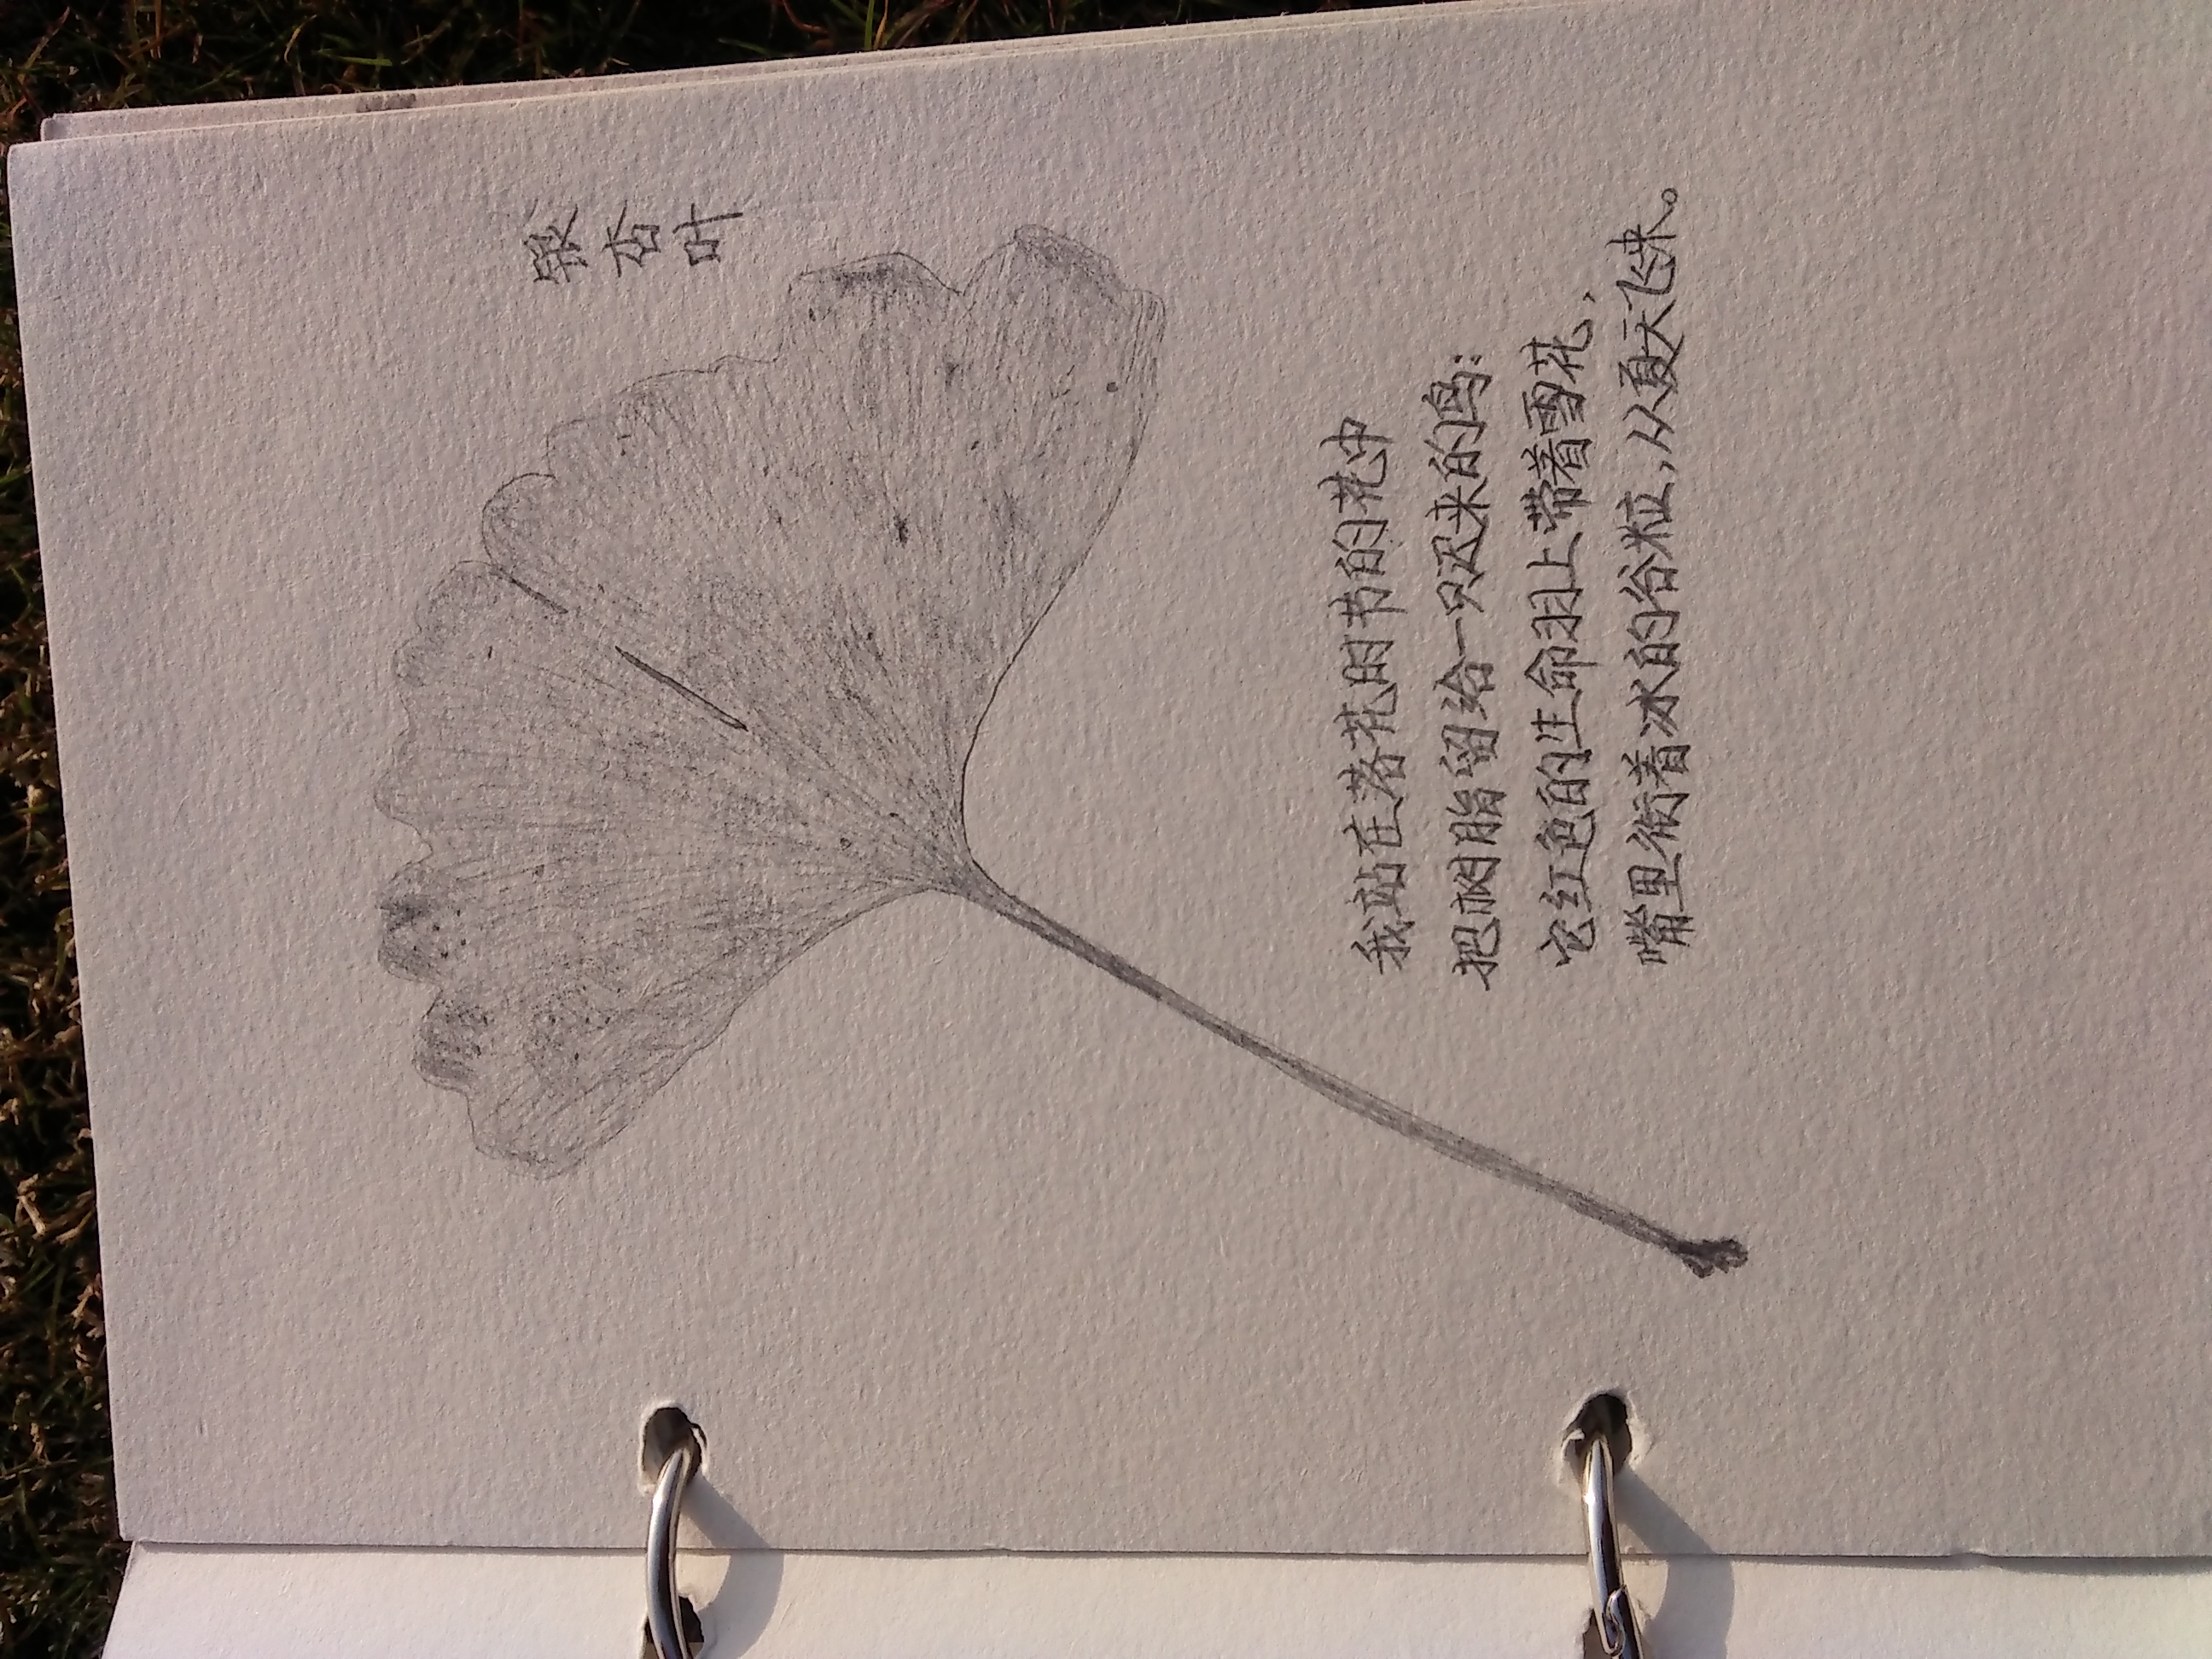 银杏叶
我站在落花时节的花中
把树脂留给一只迟来的鸟：
它红色的生命羽上带着雪花，
嘴里衔着冰的谷粒，从夏天飞来。